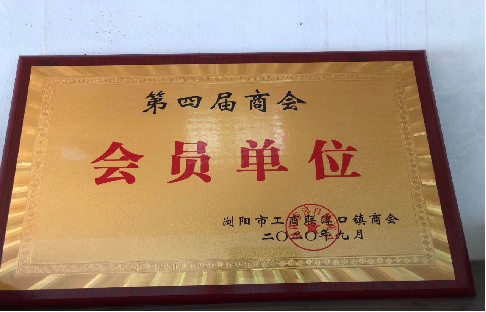 第四届商会
会员单位
浏阳市工商联淳口镇商会
二〇二〇年九月